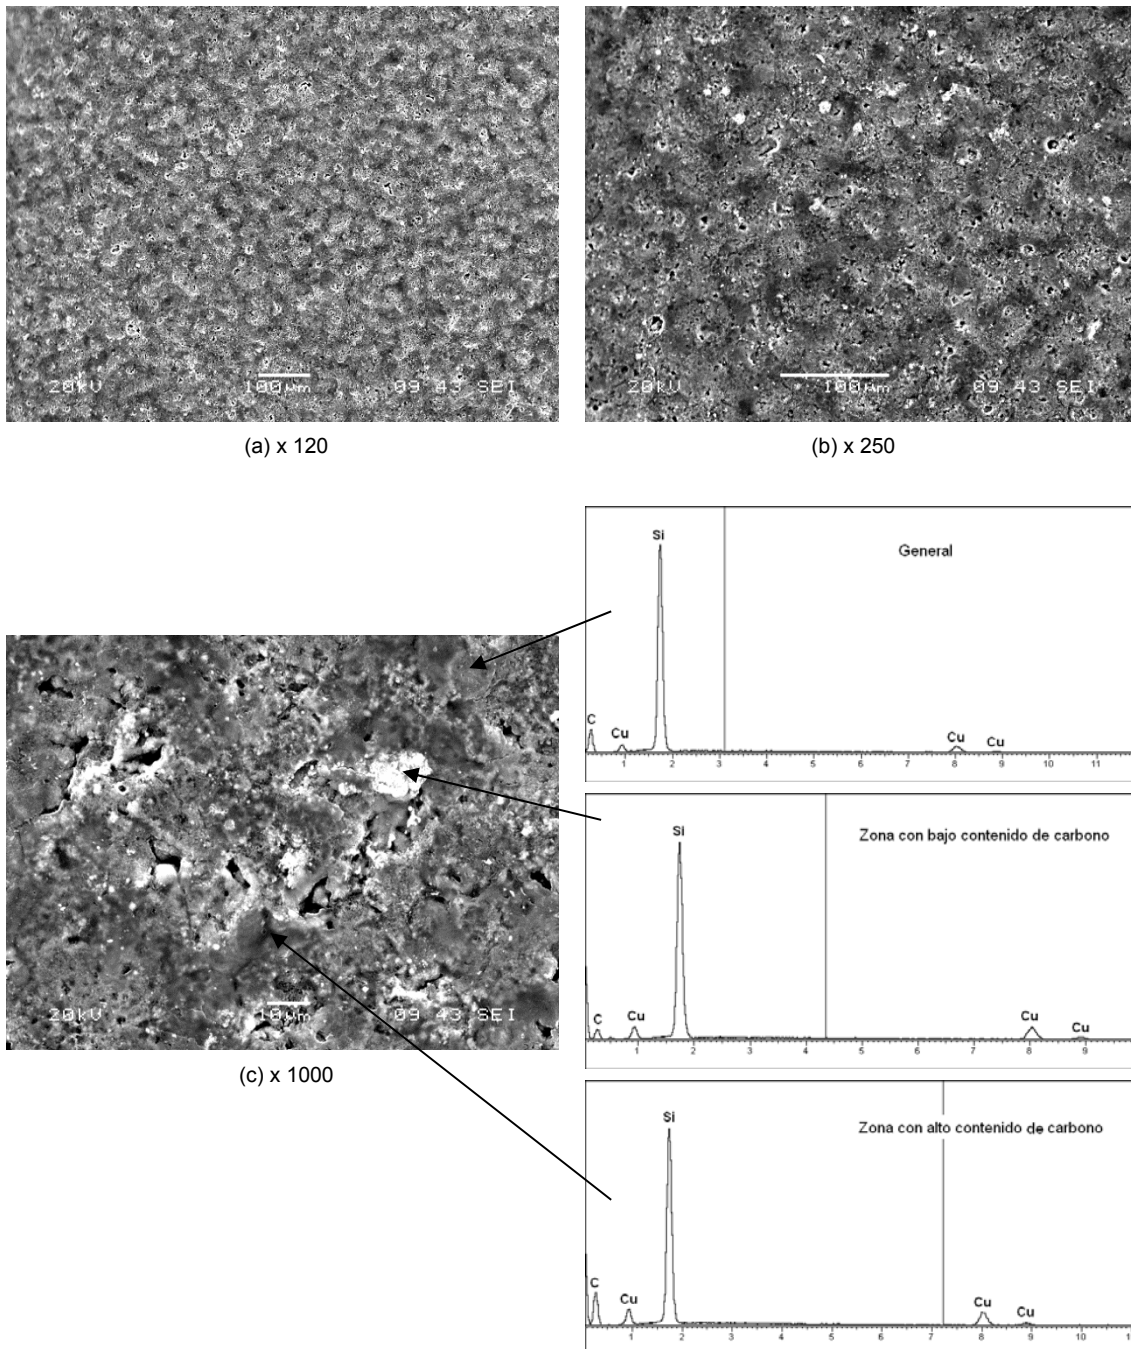 20kV 100µm 09 43 SEI
20kV 100µm 09 43 SEI
(a) x 120
(b) x 250
Si
General
C
Cu
Cu
Cu
1 2 3 4 5 6 7 8 9 10 11
Si
Zona con bajo contenido de carbono
C
Cu
Cu
Cu
1 2 3 4 5 6 7 8 9
20kV 10µm 09 43 SEI
(c) x 1000
Si
Zona con alto contenido de carbono
C
Cu
Cu
Cu
1 2 3 4 5 6 7 8 9 10